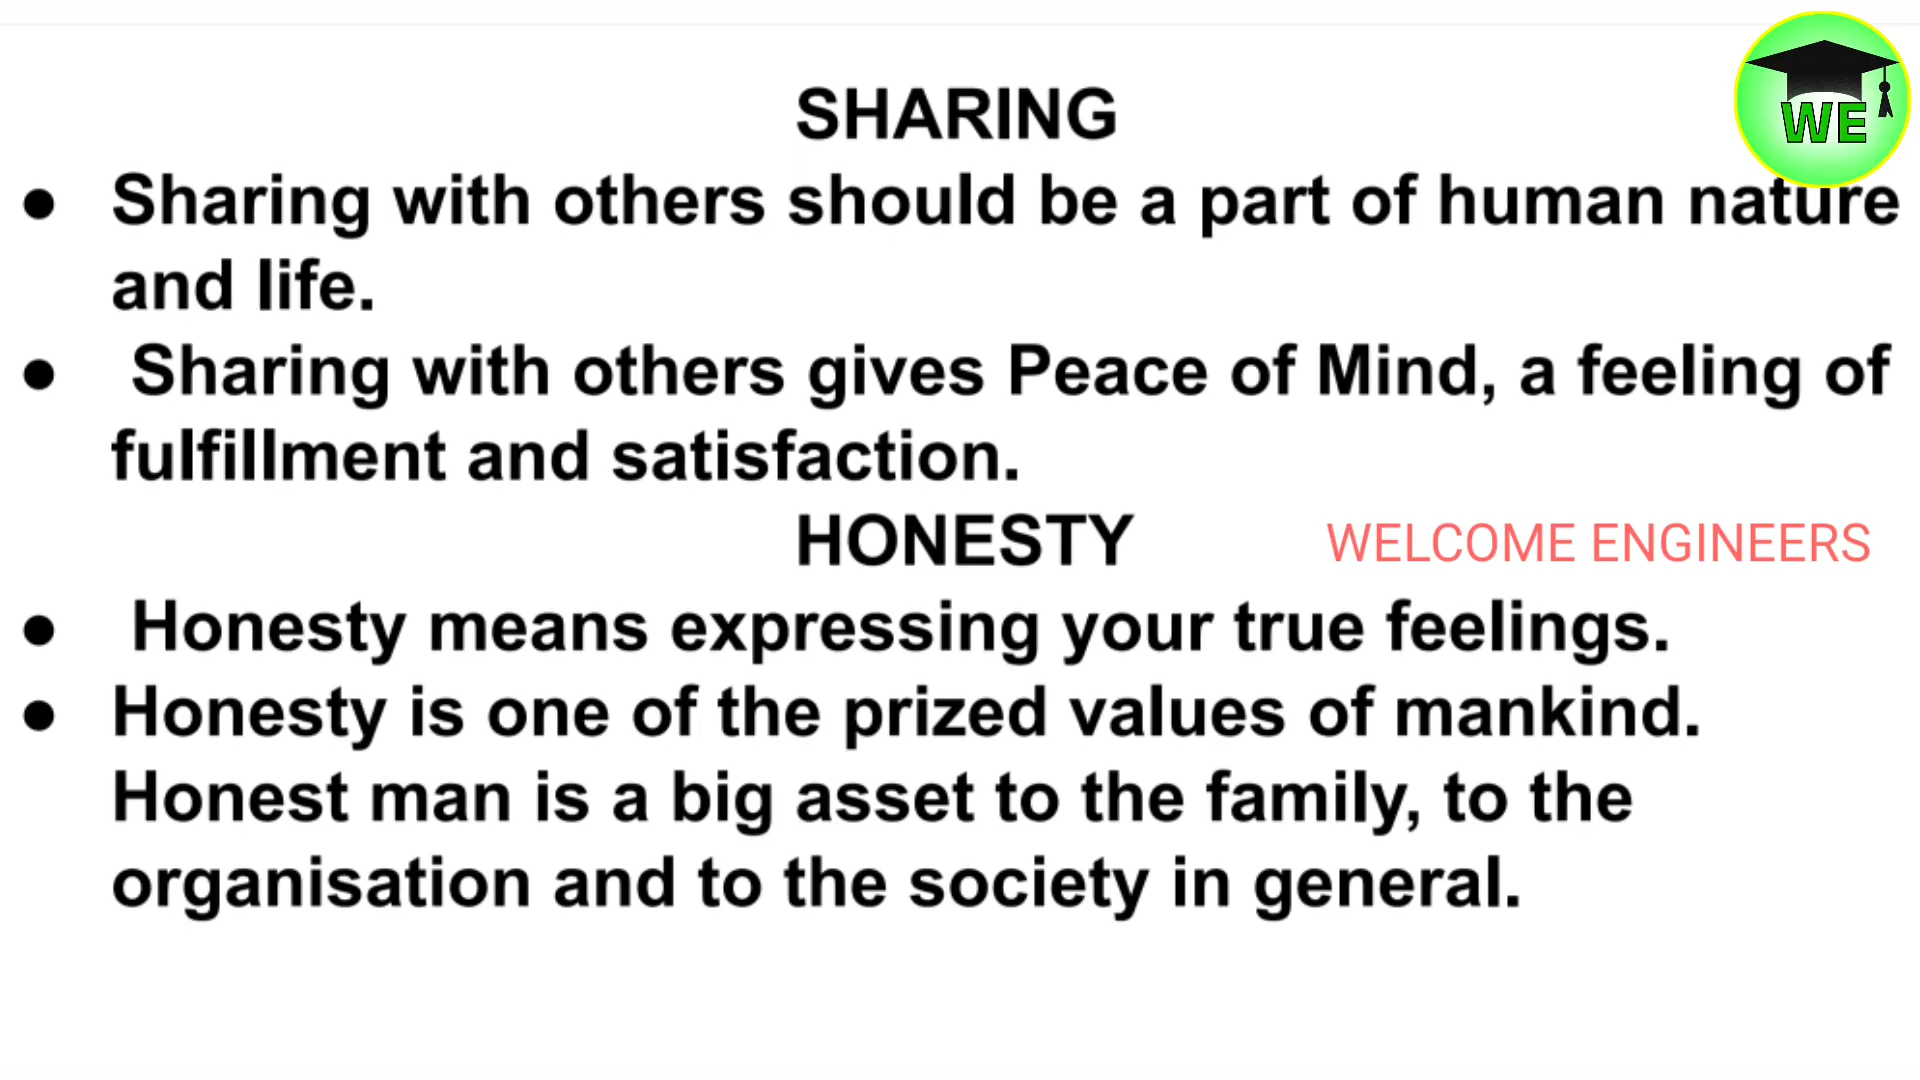 WE
SHARING
● Sharing with others should be a part of human nature
and life.
● Sharing with others gives Peace of Mind, a feeling of
fulfillment and satisfaction.
HONESTY
WELCOME ENGINEERS
● Honesty means expressing your true feelings.
● Honesty is one of the prized values of mankind.
Honest man is a big asset to the family, to the
organisation and to the society in general.